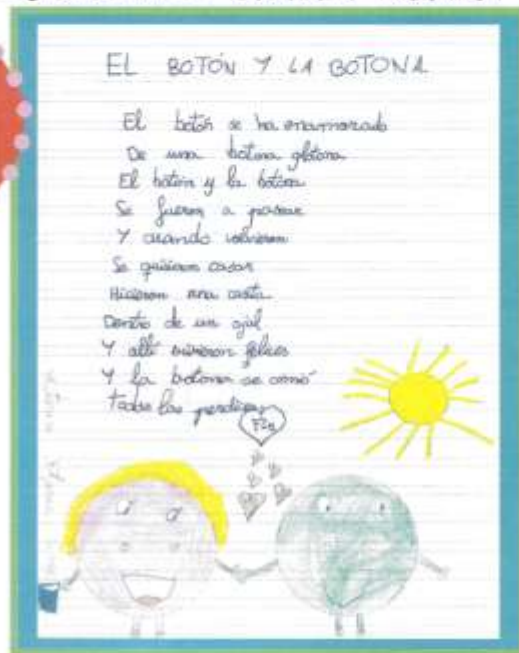 EL BOTÓN Y LA BOTONA
El botón se ha enamorado
De una botona glotona
El botón y la botona
Se fueron a pasear
Y cuando volvieron
Se quisieron casar
Hicieron una casita
Dentro de un ojal
Y allí vivieron felices
Y la botona se comió
todas las perdices
Fin